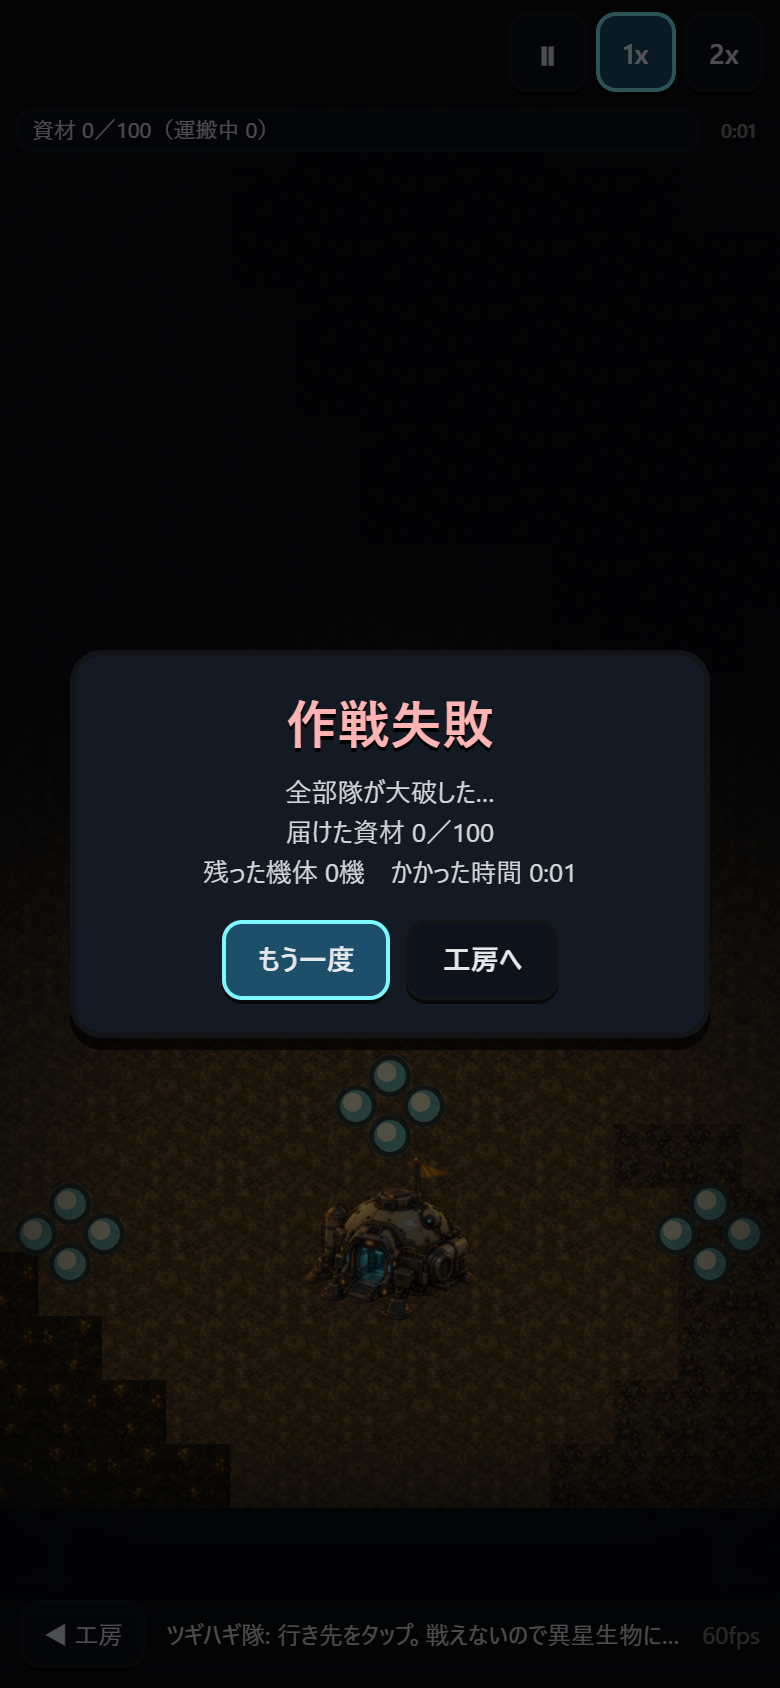 1x
2x
資材 0／100（運搬中 0）
0:01
作戦失敗
全部隊が大破した…
届けた資材 0／100
残った機体 0機　かかった時間 0:01
もう一度
工房へ
◀ 工房
ツギハギ隊: 行き先をタップ。戦えないので異星生物に…
60fps